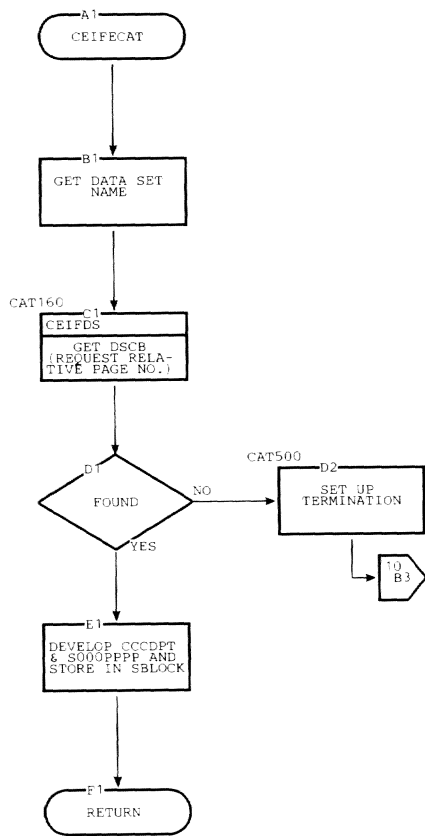 A1
CEIFECAT
B1
GET DATA SET
NAME
CAT160
C1
CEIFDS
GET DSCB
(REQUEST RELA-
TIVE PAGE NO.)
D1
FOUND
NO
YES
CAT500
D2
SET UP
TERMINATION
10
B3
E1
DEVELOP CCCDPT
& S000PPPP AND
STORE IN SBLOCK
F1
RETURN